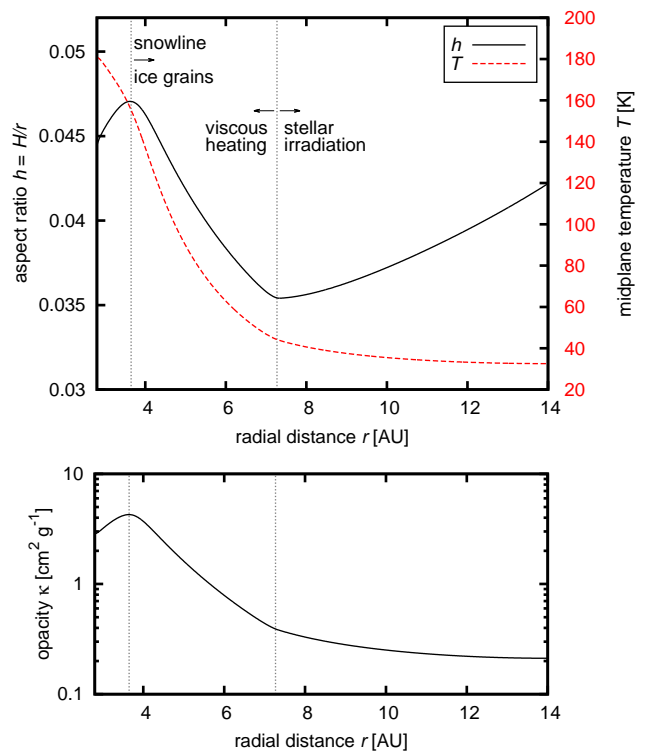 0.05
0.045
0.04
0.035
0.03
aspect ratio h = H/r
snowline
ice grains
viscous heating
stellar irradiation
h
T
200
180
160
140
120
100
80
60
40
20
midplane temperature T [K]
4 6 8 10 12 14
radial distance r [AU]
10
1
0.1
opacity κ [cm² g⁻¹]
4 6 8 10 12 14
radial distance r [AU]